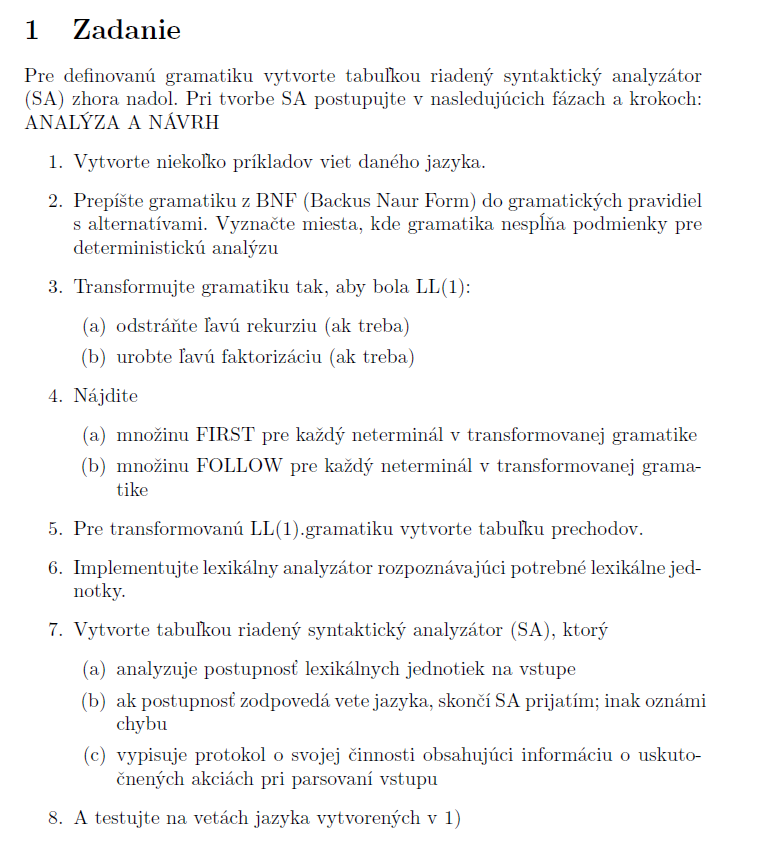 1 Zadanie
Pre definovanú gramatiku vytvorte tabuľkou riadený syntaktický analyzátor
(SA) zhora nadol. Pri tvorbe SA postupujte v nasledujúcich fázach a krokoch:
ANALÝZA A NÁVRH
1. Vytvorte niekoľko príkladov viet daného jazyka.
2. Prepíšte gramatiku z BNF (Backus Naur Form) do gramatických pravidiel
s alternatívami. Vyznačte miesta, kde gramatika nespĺňa podmienky pre
deterministickú analýzu
3. Transformujte gramatiku tak, aby bola LL(1):
(a) odstráňte ľavú rekurziu (ak treba)
(b) urobte ľavú faktorizáciu (ak treba)
4. Nájdite
(a) množinu FIRST pre každý neterminál v transformovanej gramatike
(b) množinu FOLLOW pre každý neterminál v transformovanej grama-
tike
5. Pre transformovanú LL(1).gramatiku vytvorte tabuľku prechodov.
6. Implementujte lexikálny analyzátor rozpoznávajúci potrebné lexikálne jed-
notky.
7. Vytvorte tabuľkou riadený syntaktický analyzátor (SA), ktorý
(a) analyzuje postupnosť lexikálnych jednotiek na vstupe
(b) ak postupnosť zodpovedá vete jazyka, skončí SA prijatím; inak oznámi
chybu
(c) vypisuje protokol o svojej činnosti obsahujúci informáciu o uskuto-
čnených akciách pri parsovaní vstupu
8. A testujte na vetách jazyka vytvorených v 1)